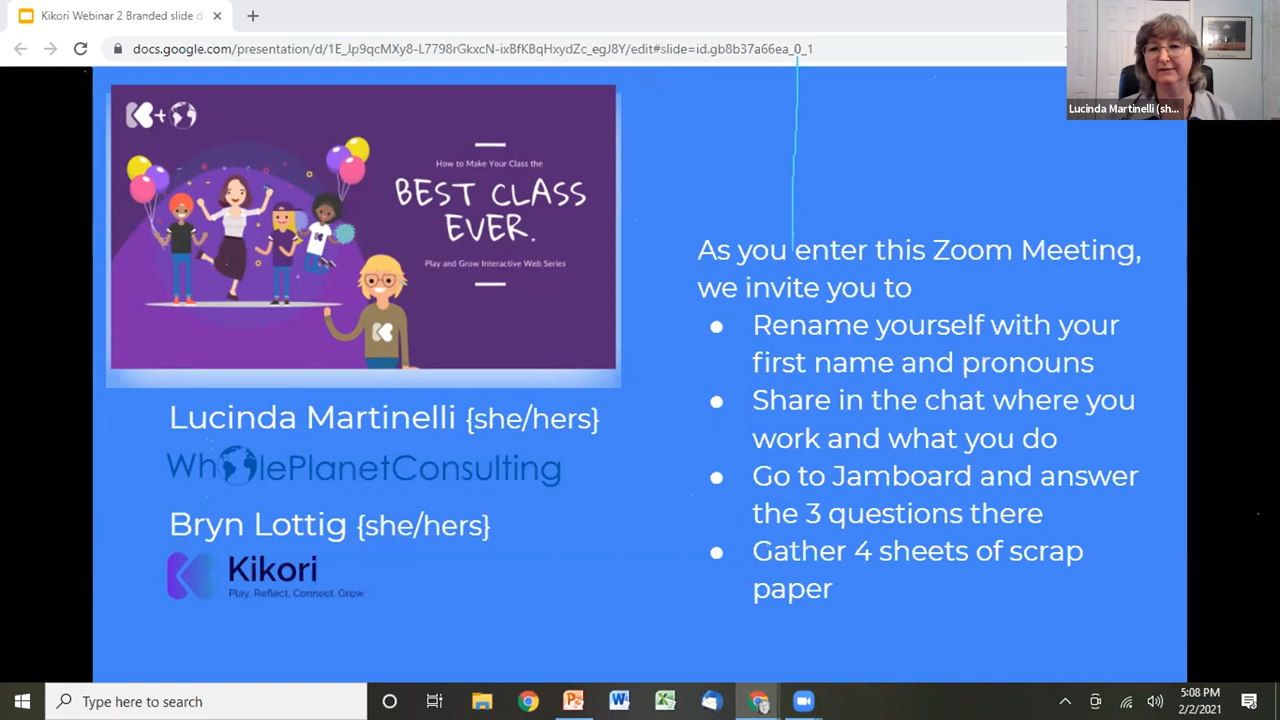 Kikori Webinar 2 Branded slide d
docs.google.com/presentation/d/1E_Jp9qcMXy8-L7798rGkxcN-ixBfKBqHxydZc_egJ8Y/edit#slide=id.gb8b37a66ea_0_1
Lucinda Martinelli (sh...
How to Make Your Class the
BEST CLASS
EVER.
Play and Grow Interactive Web Series
Lucinda Martinelli {she/hers}
WholePlanetConsulting
Bryn Lottig {she/hers}
Kikori
Play. Reflect. Connect. Grow
As you enter this Zoom Meeting,
we invite you to
● Rename yourself with your
first name and pronouns
● Share in the chat where you
work and what you do
● Go to Jamboard and answer
the 3 questions there
● Gather 4 sheets of scrap
paper
Type here to search
5:08 PM
2/2/2021